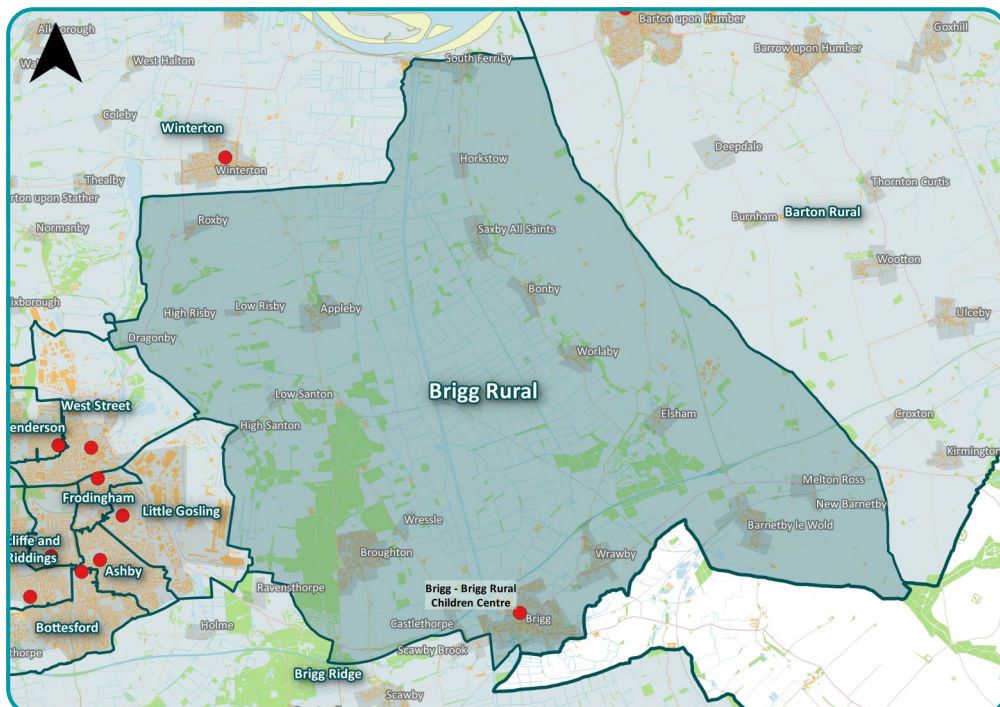 Barton upon Humber
Goxhill
South Ferriby
Barrow upon Humber
West Halton
Coleby
Winterton
Winterton
Deepdale
Horkstow
Thealby
Thornton Curtis
Roxby
Burnham
Barton Rural
Normanby
Saxby All Saints
Wootton
Bonby
High Risby
Low Risby
Appleby
Ulceby
Dragonby
Worlaby
Brigg Rural
Low Santon
West Street
Elsham
Croxton
High Santon
enderson
Kirmington
Melton Ross
Frodingham
New Barnetby
Little Gosling
Wressle
Barnetby le Wold
cliffe and
Riddings
Broughton
Wrawby
Ashby
Ravensthorpe
Brigg - Brigg Rural
Children Centre
Brigg
Holme
Castlethorpe
Bottesford
Scawby Brook
Brigg Ridge
Scawby